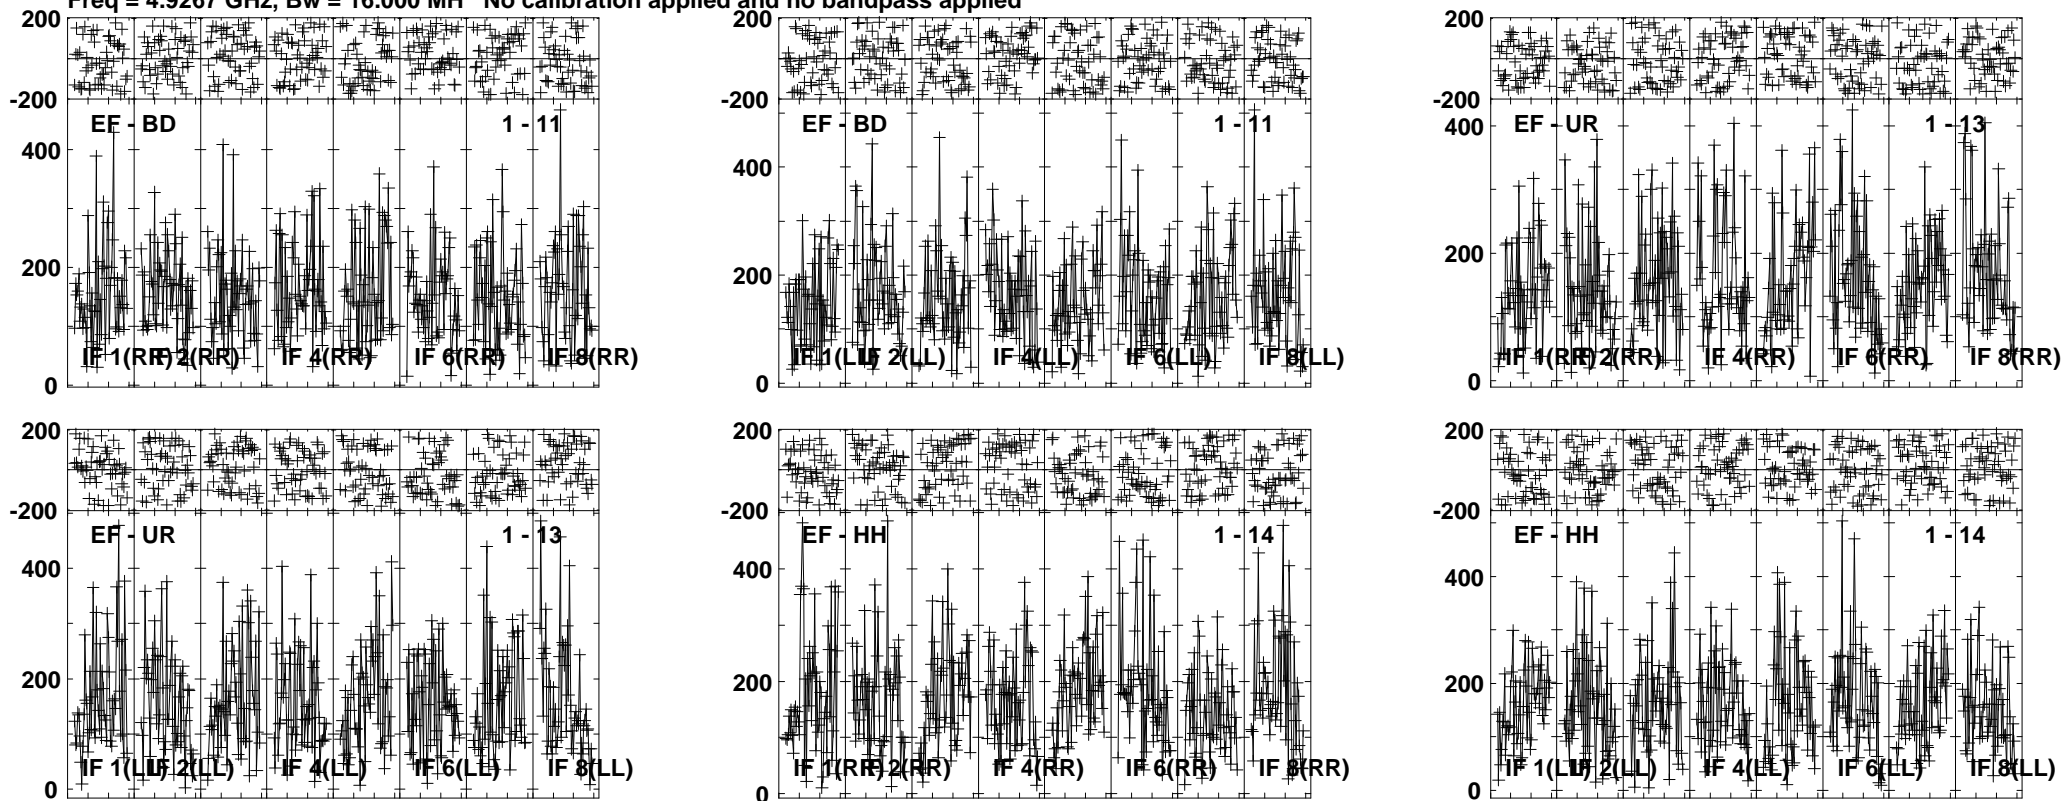 Freq = 4.9267 GHz, Bw = 16.000 MH No calibration applied and no bandpass applied
200
-200
EF - BD 1 - 11
400
200
0
IF 1(RR) IF 2(RR) IF 4(RR) IF 6(RR) IF 8(RR)
200
-200
EF - BD 1 - 11
400
200
0
IF 1(LL) IF 2(LL) IF 4(LL) IF 6(LL) IF 8(LL)
200
-200
EF - UR 1 - 13
400
200
0
IF 1(RR) IF 2(RR) IF 4(RR) IF 6(RR) IF 8(RR)
200
-200
EF - UR 1 - 13
400
200
0
IF 1(LL) IF 2(LL) IF 4(LL) IF 6(LL) IF 8(LL)
200
-200
EF - HH 1 - 14
400
200
0
IF 1(RR) IF 2(RR) IF 4(RR) IF 6(RR) IF 8(RR)
200
-200
EF - HH 1 - 14
400
200
0
IF 1(LL) IF 2(LL) IF 4(LL) IF 6(LL) IF 8(LL)